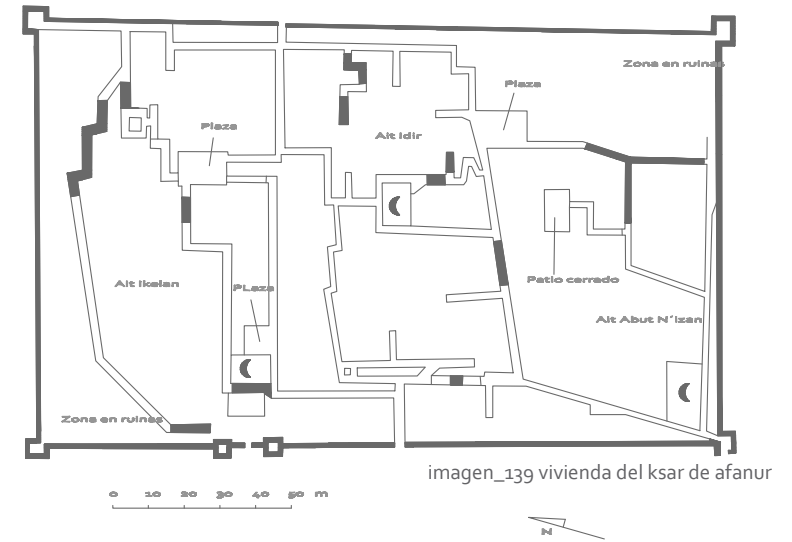 Zona en ruinas
Plaza
Plaza
Ait Idir
Ait Ikelan
PLaza
Patio cerrado
Ait Abut N´Izan
Zona en ruinas
imagen_139 vivienda del ksar de afanur
0 10 20 30 40 50 m
N